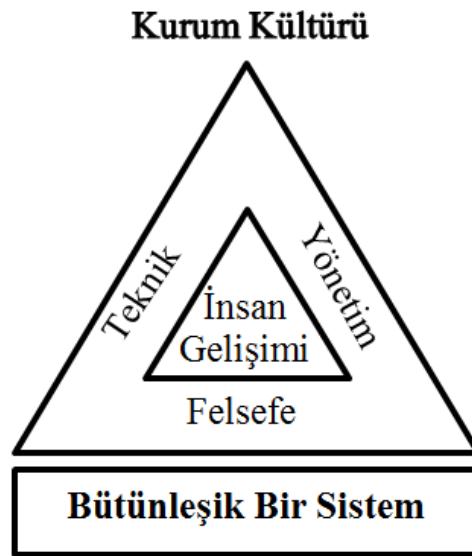 Kurum Kültürü
Teknik
Yönetim
İnsan
Gelişimi
Felsefe
Bütünleşik Bir Sistem